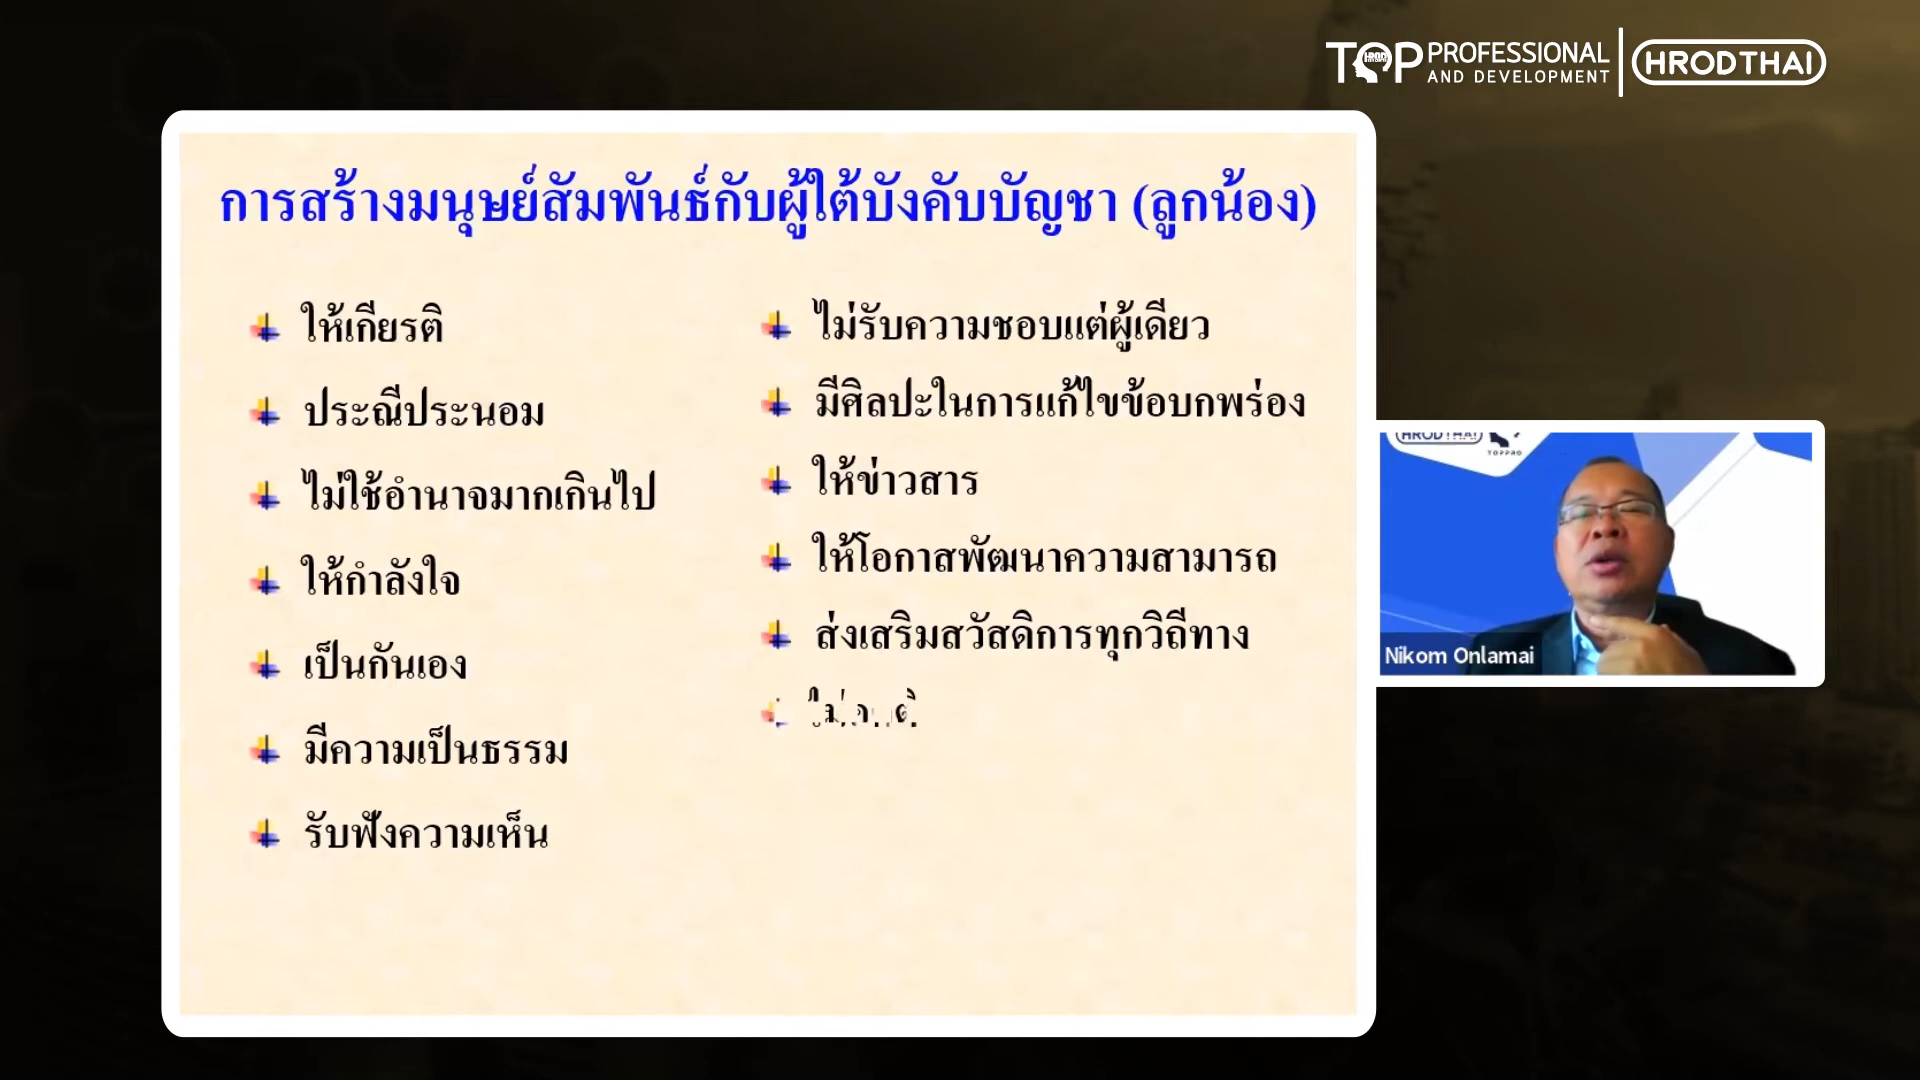 TOP PROFESSIONAL AND DEVELOPMENT
HRODTHAI
การสร้างมนุษย์สัมพันธ์กับผู้ใต้บังคับบัญชา (ลูกน้อง)
ให้เกียรติ
ประณีประนอม
ไม่ใช้อำนาจมากเกินไป
ให้กำลังใจ
เป็นกันเอง
มีความเป็นธรรม
รับฟังความเห็น
ไม่รับความชอบแต่ผู้เดียว
มีศิลปะในการแก้ไขข้อบกพร่อง
ให้ข่าวสาร
ให้โอกาสพัฒนาความสามารถ
ส่งเสริมสวัสดิการทุกวิถีทาง
HRODTHAI
TOPPRO
Nikom Onlamai